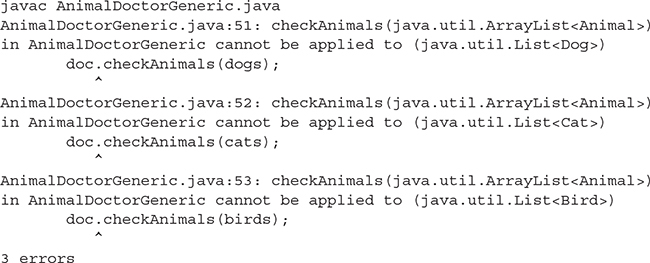 javac AnimalDoctorGeneric.java
AnimalDoctorGeneric.java:51: checkAnimals(java.util.ArrayList<Animal>)
in AnimalDoctorGeneric cannot be applied to (java.util.List<Dog>)
doc.checkAnimals(dogs);
^
AnimalDoctorGeneric.java:52: checkAnimals(java.util.ArrayList<Animal>)
in AnimalDoctorGeneric cannot be applied to (java.util.List<Cat>)
doc.checkAnimals(cats);
^
AnimalDoctorGeneric.java:53: checkAnimals(java.util.ArrayList<Animal>)
in AnimalDoctorGeneric cannot be applied to (java.util.List<Bird>)
doc.checkAnimals(birds);
^
3 errors